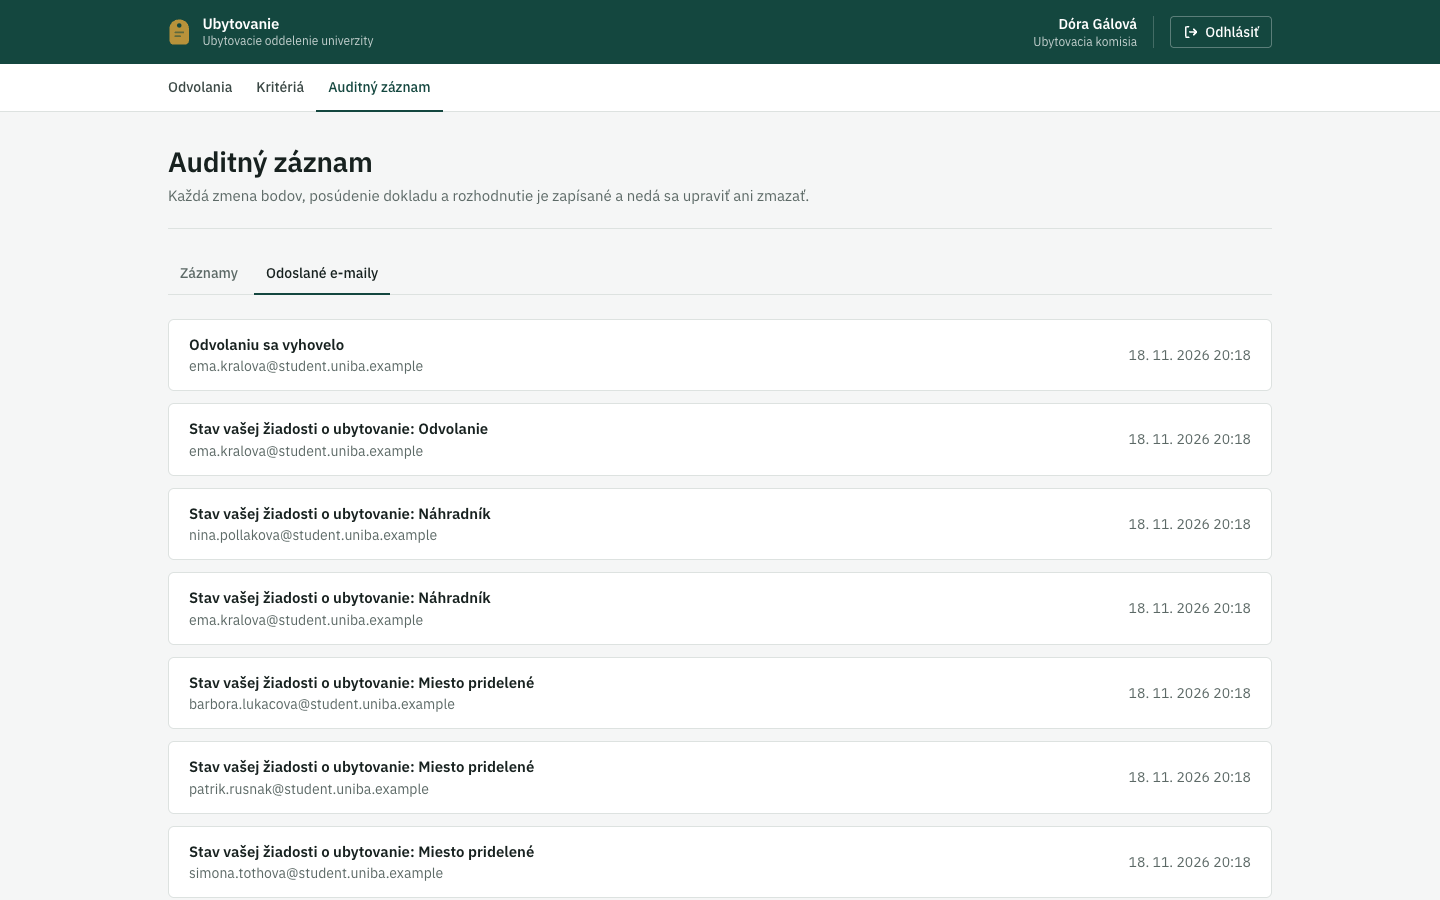 Ubytovanie
Ubytovacie oddelenie univerzity
Dóra Gálová
Ubytovacia komisia
Odhlásiť
Odvolania
Kritériá
Auditný záznam
Auditný záznam
Každá zmena bodov, posúdenie dokladu a rozhodnutie je zapísané a nedá sa upraviť ani zmazať.
Záznamy
Odoslané e-maily
Odvolaniu sa vyhovelo
ema.kralova@student.uniba.example
18. 11. 2026 20:18
Stav vašej žiadosti o ubytovanie: Odvolanie
ema.kralova@student.uniba.example
18. 11. 2026 20:18
Stav vašej žiadosti o ubytovanie: Náhradník
nina.pollakova@student.uniba.example
18. 11. 2026 20:18
Stav vašej žiadosti o ubytovanie: Náhradník
ema.kralova@student.uniba.example
18. 11. 2026 20:18
Stav vašej žiadosti o ubytovanie: Miesto pridelené
barbora.lukacova@student.uniba.example
18. 11. 2026 20:18
Stav vašej žiadosti o ubytovanie: Miesto pridelené
patrik.rusnak@student.uniba.example
18. 11. 2026 20:18
Stav vašej žiadosti o ubytovanie: Miesto pridelené
simona.tothova@student.uniba.example
18. 11. 2026 20:18